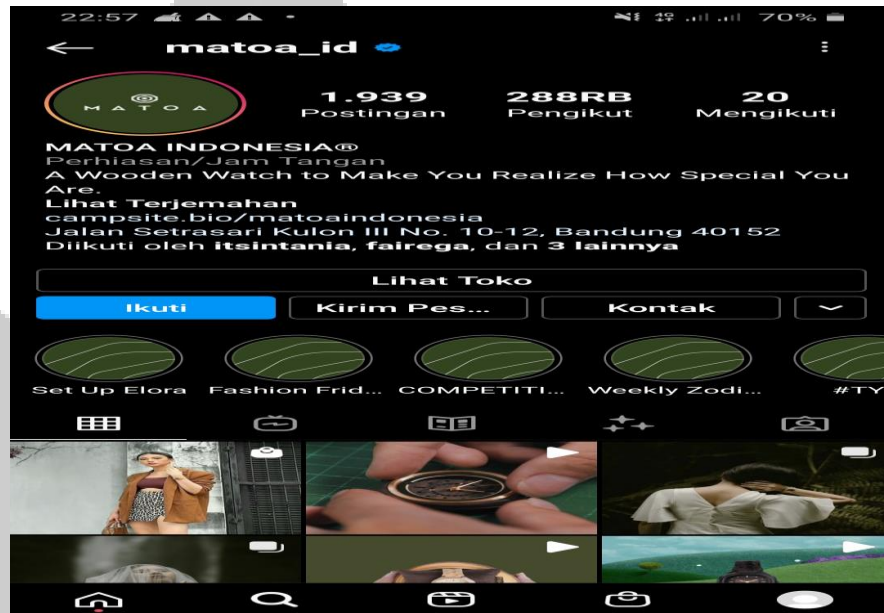 22:57 70%
matoa_id
MATOA
1.939 288RB 20
Postingan Pengikut Mengikuti
MATOA INDONESIA®
Perhiasan/Jam Tangan
A Wooden Watch to Make You Realize How Special You
Are.
Lihat Terjemahan
campsite.bio/matoaindonesia
Jalan Setrasari Kulon III No. 10-12, Bandung 40152
Diikuti oleh itsintania, fairega, dan 3 lainnya
Lihat Toko
Ikuti Kirim Pes... Kontak
Set Up Elora Fashion Frid... COMPETITI... Weekly Zodi... #TY